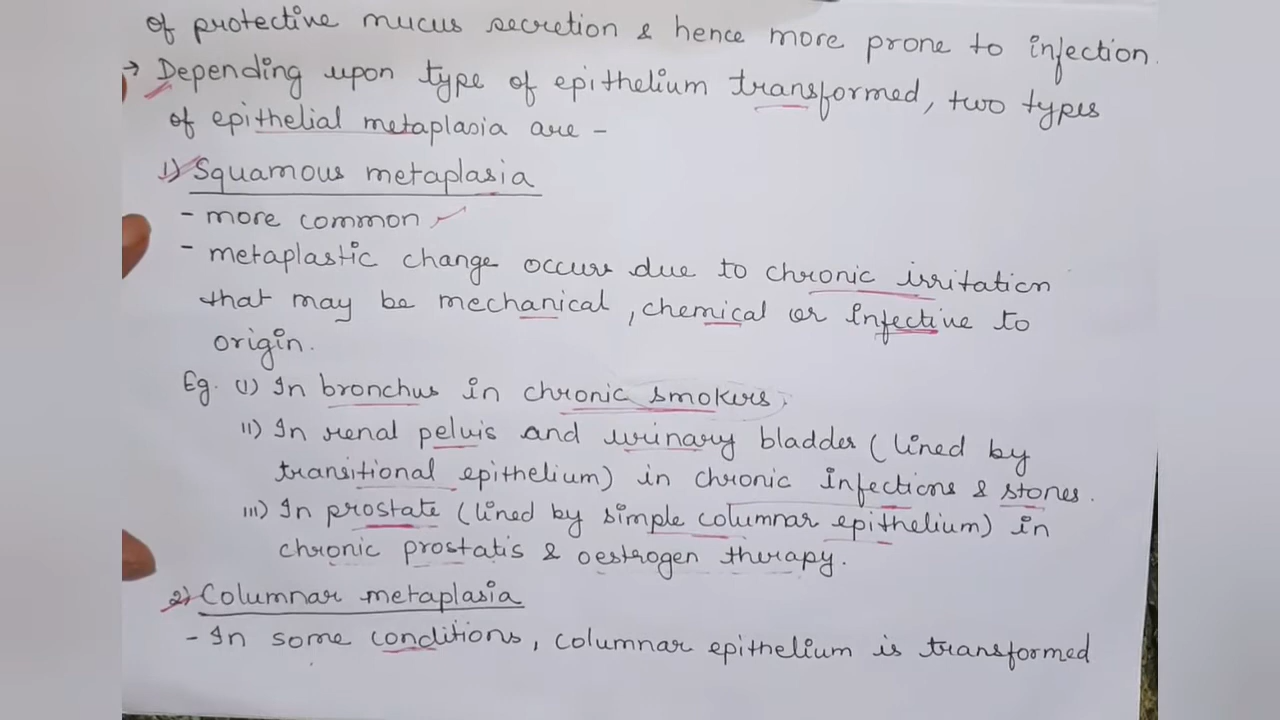 of protective mucus secretion & hence more prone to infection.
→ Depending upon type of epithelium transformed, two types
of epithelial metaplasia are -
1) Squamous metaplasia
- more common ✓
- metaplastic change occurs due to chronic irritation
that may be mechanical, chemical or infective to
origin.
Eg. (i) In bronchus in chronic smokers,
ii) In renal pelvis and urinary bladder (lined by
transitional epithelium) in chronic infections & stones.
iii) In prostate (lined by simple columnar epithelium) in
chronic prostatis & oestrogen therapy.
2) Columnar metaplasia
- In some conditions, columnar epithelium is transformed